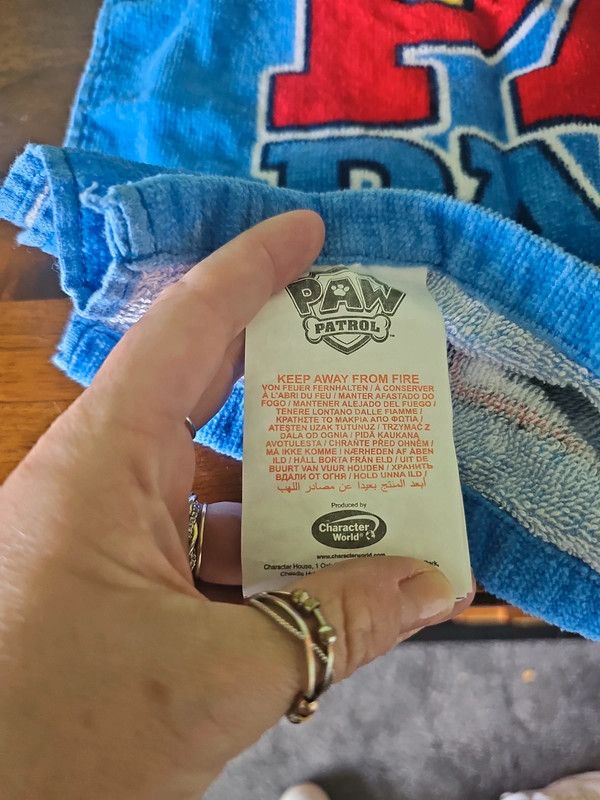 PAW
PATROL
KEEP AWAY FROM FIRE
VON FEUER FERNHALTEN / À CONSERVER
À L'ABRI DU FEU / MANTER AFASTADO DO
FOGO / MANTENER ALEJADO DEL FUEGO /
TENERE LONTANO DALLE FIAMME /
ΚΡΑΤΗΣΤΕ ΤΟ ΜΑΚΡΙΑ ΑΠΟ ΦΩΤΙΑ /
ATEŞTEN UZAK TUTUNUZ / TRZYMAĆ Z
DALA OD OGNIA / PIDÄ KAUKANA
AVOTULESTA / CHRANTE PŘED OHNĚM /
MÅ IKKE KOMME I NÆRHEDEN AF ÅBEN
ILD / HÅLL BORTA FRÅN ELD / UIT DE
BUURT VAN VUUR HOUDEN / ХРАНИТЬ
ВДАЛИ ОТ ОГНЯ / HOLD UNNA ILD /
أبعد المنتج بعيدا عن مصادر اللهب
Produced by
Character
World®
www.characterworld.com
Character House, 1
Park,
Cheadle